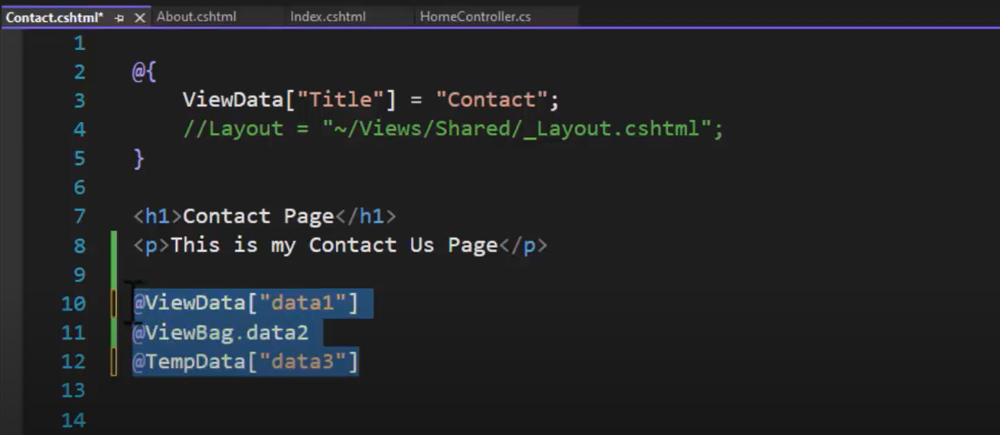 Contact.cshtml* About.cshtml Index.cshtml HomeController.cs
1
2 @{
3 ViewData["Title"] = "Contact";
4 //Layout = "~/Views/Shared/_Layout.cshtml";
5 }
6
7 <h1>Contact Page</h1>
8 <p>This is my Contact Us Page</p>
9
10 @ViewData["data1"]
11 @ViewBag.data2
12 @TempData["data3"]
13
14